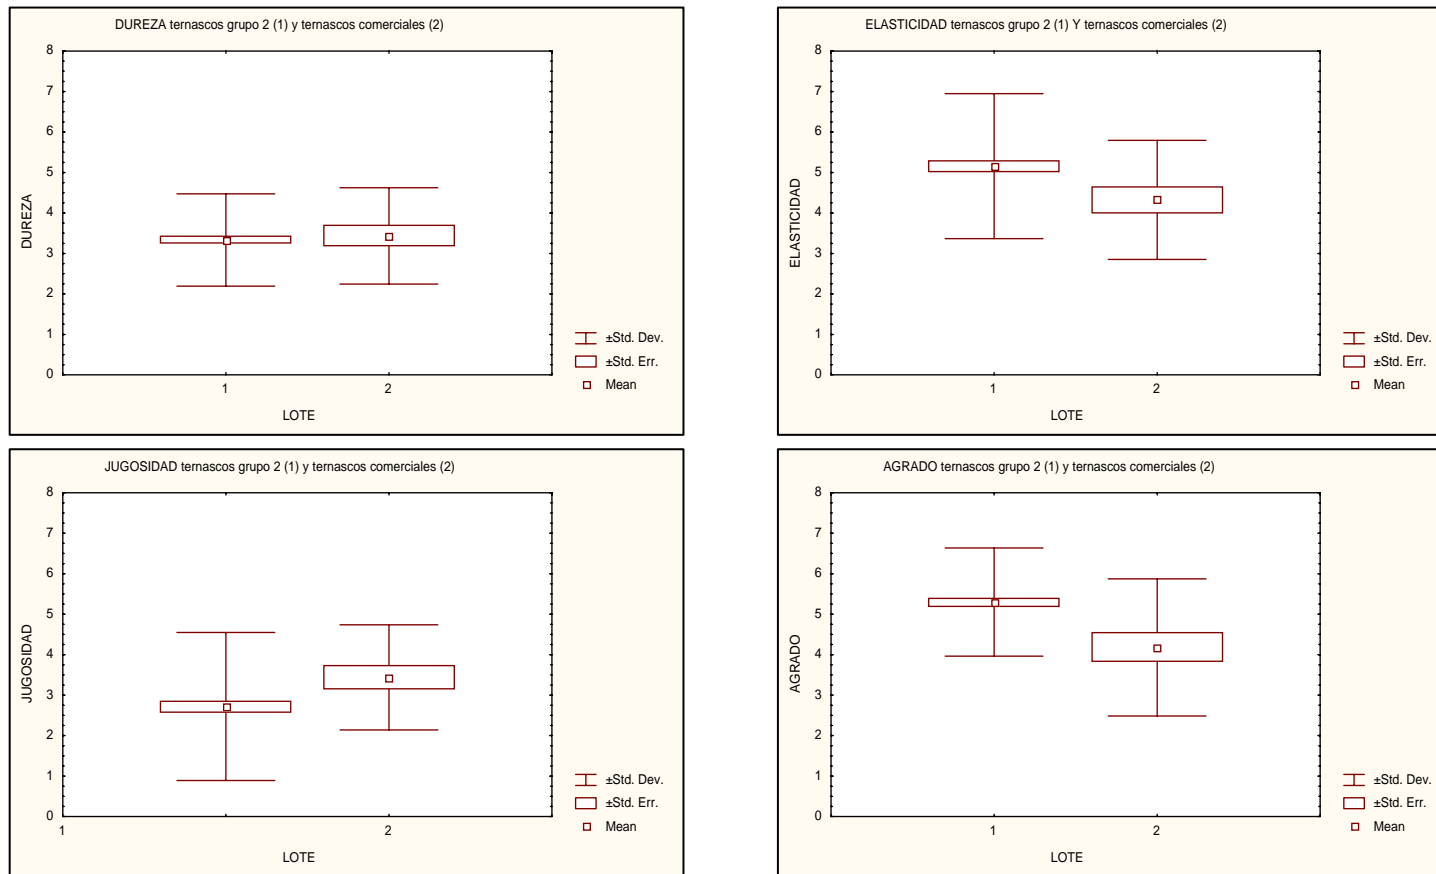 DUREZA ternascos grupo 2 (1) y ternascos comerciales (2)
8
7
6
5
4
3
2
1
0
DUREZA
1 2
LOTE
±Std. Dev.
±Std. Err.
Mean
ELASTICIDAD ternascos grupo 2 (1) Y ternascos comerciales (2)
8
7
6
5
4
3
2
1
0
ELASTICIDAD
1 2
LOTE
±Std. Dev.
±Std. Err.
Mean
JUGOSIDAD ternascos grupo 2 (1) y ternascos comerciales (2)
8
7
6
5
4
3
2
1
0
JUGOSIDAD
1 2
LOTE
±Std. Dev.
±Std. Err.
Mean
AGRADO ternascos grupo 2 (1) y ternascos comerciales (2)
8
7
6
5
4
3
2
1
0
AGRADO
1 2
LOTE
±Std. Dev.
±Std. Err.
Mean